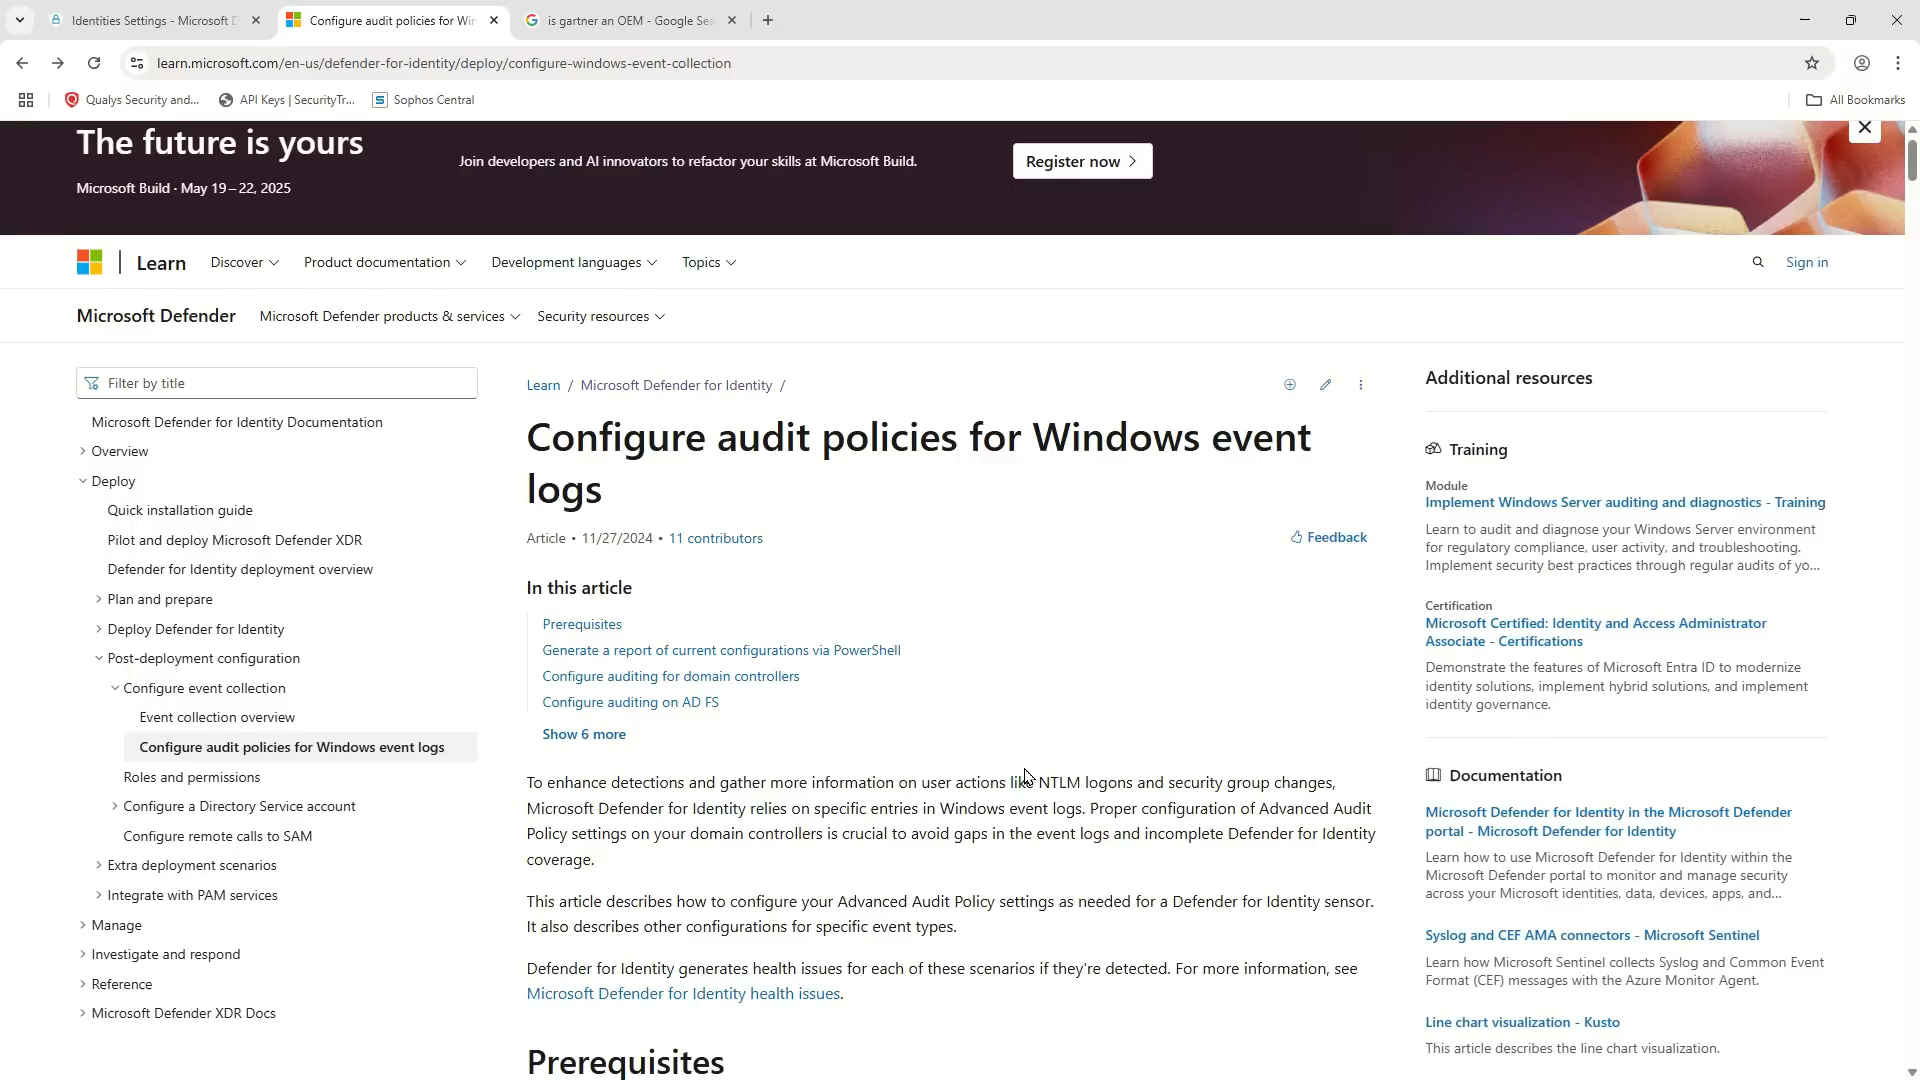 Identities Settings - Microsoft D
Configure audit policies for Win
is gartner an OEM - Google Sea
learn.microsoft.com/en-us/defender-for-identity/deploy/configure-windows-event-collection
Qualys Security and...
API Keys | SecurityTr...
Sophos Central
All Bookmarks
The future is yours
Microsoft Build · May 19 – 22, 2025
Join developers and AI innovators to refactor your skills at Microsoft Build.
Register now
Learn
Discover
Product documentation
Development languages
Topics
Sign in
Microsoft Defender
Microsoft Defender products & services
Security resources
Filter by title
Microsoft Defender for Identity Documentation
Overview
Deploy
Quick installation guide
Pilot and deploy Microsoft Defender XDR
Defender for Identity deployment overview
Plan and prepare
Deploy Defender for Identity
Post-deployment configuration
Configure event collection
Event collection overview
Configure audit policies for Windows event logs
Roles and permissions
Configure a Directory Service account
Configure remote calls to SAM
Extra deployment scenarios
Integrate with PAM services
Manage
Investigate and respond
Reference
Microsoft Defender XDR Docs
Learn / Microsoft Defender for Identity /
Configure audit policies for Windows event
logs
Article • 11/27/2024 • 11 contributors
Feedback
In this article
Prerequisites
Generate a report of current configurations via PowerShell
Configure auditing for domain controllers
Configure auditing on AD FS
Show 6 more
To enhance detections and gather more information on user actions like NTLM logons and security group changes,
Microsoft Defender for Identity relies on specific entries in Windows event logs. Proper configuration of Advanced Audit
Policy settings on your domain controllers is crucial to avoid gaps in the event logs and incomplete Defender for Identity
coverage.
This article describes how to configure your Advanced Audit Policy settings as needed for a Defender for Identity sensor.
It also describes other configurations for specific event types.
Defender for Identity generates health issues for each of these scenarios if they're detected. For more information, see
Microsoft Defender for Identity health issues.
Prerequisites
Additional resources
Training
Module
Implement Windows Server auditing and diagnostics - Training
Learn to audit and diagnose your Windows Server environment
for regulatory compliance, user activity, and troubleshooting.
Implement security best practices through regular audits of yo...
Certification
Microsoft Certified: Identity and Access Administrator
Associate - Certifications
Demonstrate the features of Microsoft Entra ID to modernize
identity solutions, implement hybrid solutions, and implement
identity governance.
Documentation
Microsoft Defender for Identity in the Microsoft Defender
portal - Microsoft Defender for Identity
Learn how to use Microsoft Defender for Identity within the
Microsoft Defender portal to monitor and manage security
across your Microsoft identities, data, devices, apps, and...
Syslog and CEF AMA connectors - Microsoft Sentinel
Learn how Microsoft Sentinel collects Syslog and Common Event
Format (CEF) messages with the Azure Monitor Agent.
Line chart visualization - Kusto
This article describes the line chart visualization.